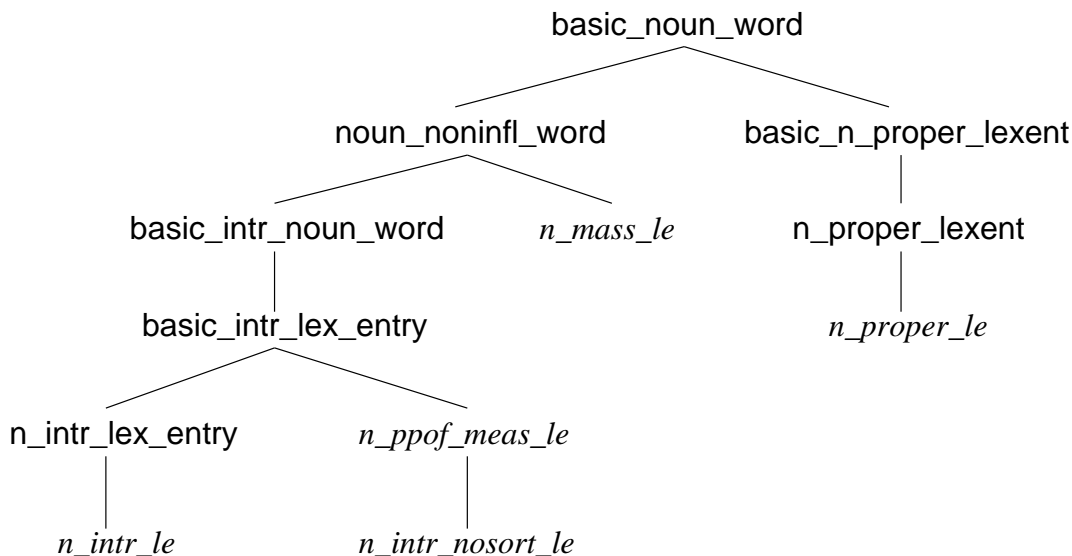 basic_noun_word
noun_noninfl_word basic_n_proper_lexent
basic_intr_noun_word n_mass_le n_proper_lexent
basic_intr_lex_entry n_proper_le
n_intr_lex_entry n_ppof_meas_le
n_intr_le n_intr_nosort_le